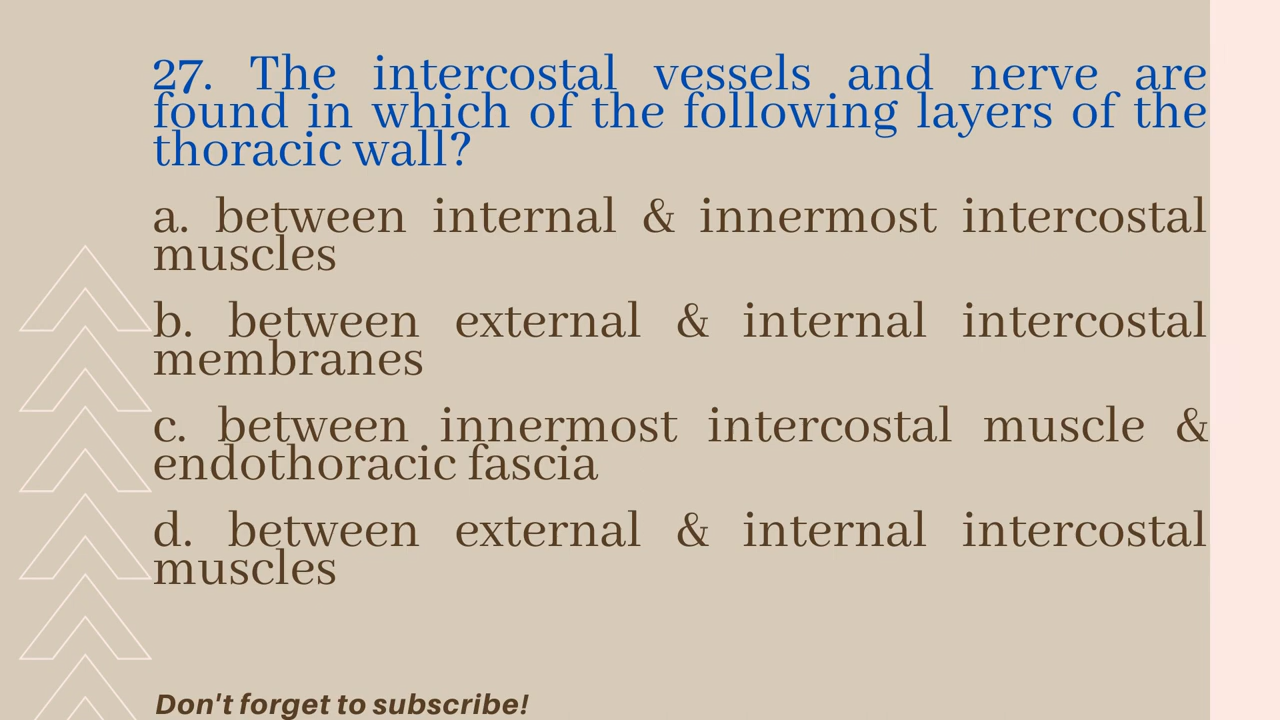 27. The intercostal vessels and nerve are
found in which of the following layers of the
thoracic wall?
a. between internal & innermost intercostal
muscles
b. between external & internal intercostal
membranes
c. between innermost intercostal muscle &
endothoracic fascia
d. between external & internal intercostal
muscles
Don't forget to subscribe!